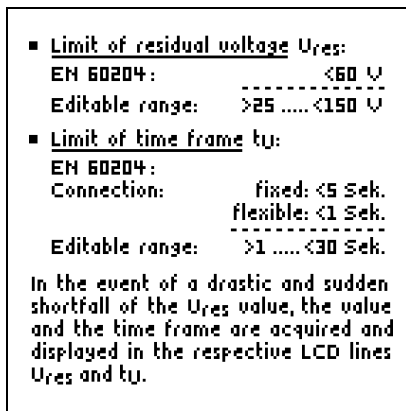 ▪ Limit of residual voltage Ures:
EN 60204: <60 V
Editable range: >25 ..... <150 V
▪ Limit of time frame tU:
EN 60204:
Connection: fixed: <5 Sek.
flexible: <1 Sek.
Editable range: >1 ..... <30 Sek.
In the event of a drastic and sudden
shortfall of the Ures value, the value
and the time frame are acquired and
displayed in the respective LCD lines
Ures and tU.